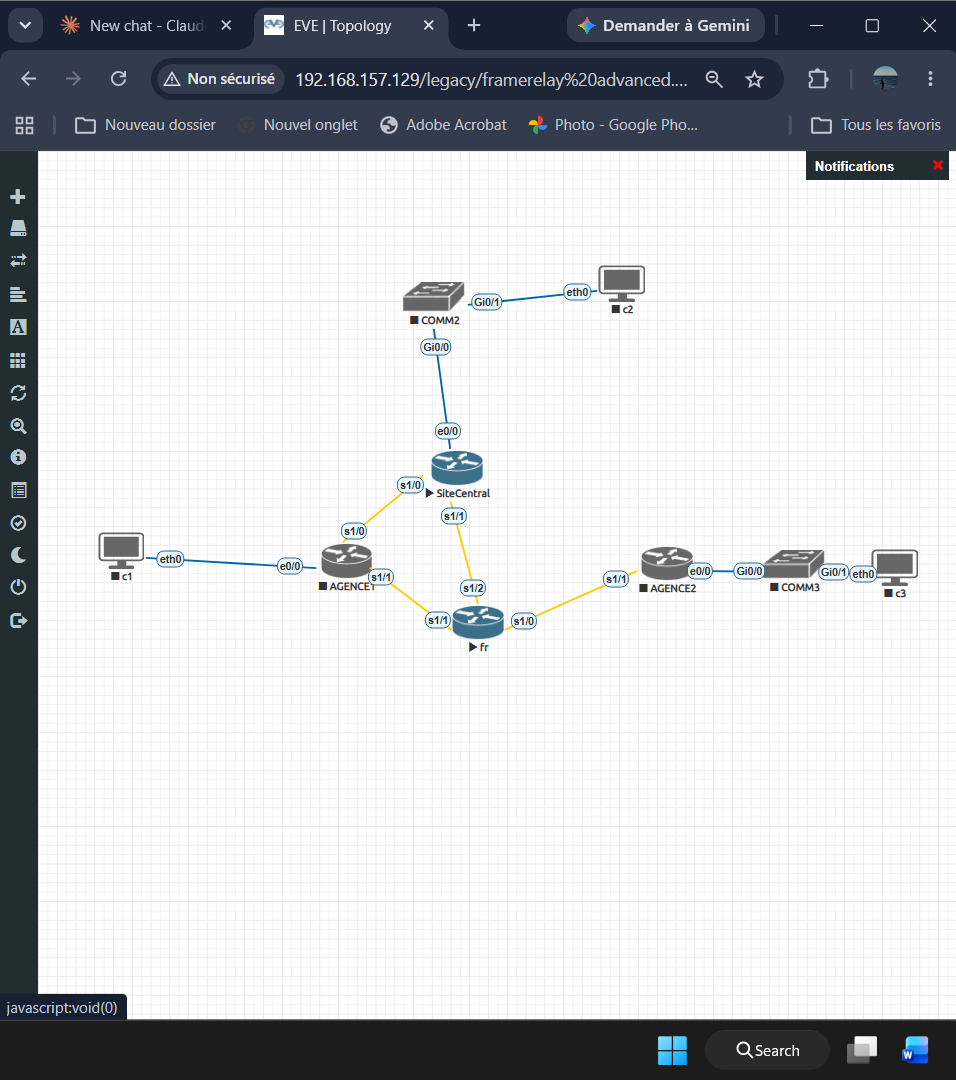 New chat - Claud
EVE | Topology
Demander à Gemini
Non sécurisé
192.168.157.129/legacy/framerelay%20advanced....
Nouveau dossier
Nouvel onglet
Adobe Acrobat
Photo - Google Pho...
Tous les favoris
Notifications
eth0
c2
Gi0/1
COMM2
Gi0/0
e0/0
s1/0
SiteCentral
s1/1
s1/0
c1
eth0
e0/0
AGENCE1
s1/1
s1/2
s1/1
s1/0
fr
s1/1
AGENCE2
e0/0
Gi0/0
COMM3
Gi0/1
eth0
c3
javascript:void(0)
Search
W